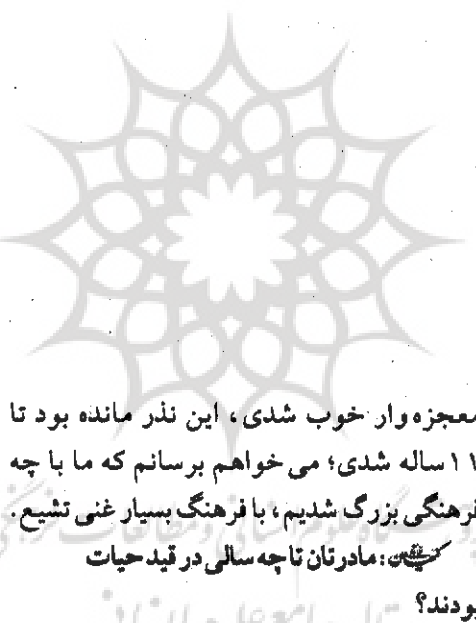 معجزه وار خوب شدی، این نذر مانده بود تا
۱۱ ساله شدی؛ می خواهم برسانم که ما با چه
فرهنگی بزرگ شدیم، با فرهنگ بسیار غنی تشیع.
: مادرتان تا چه سالی در قید حیات
بودند؟